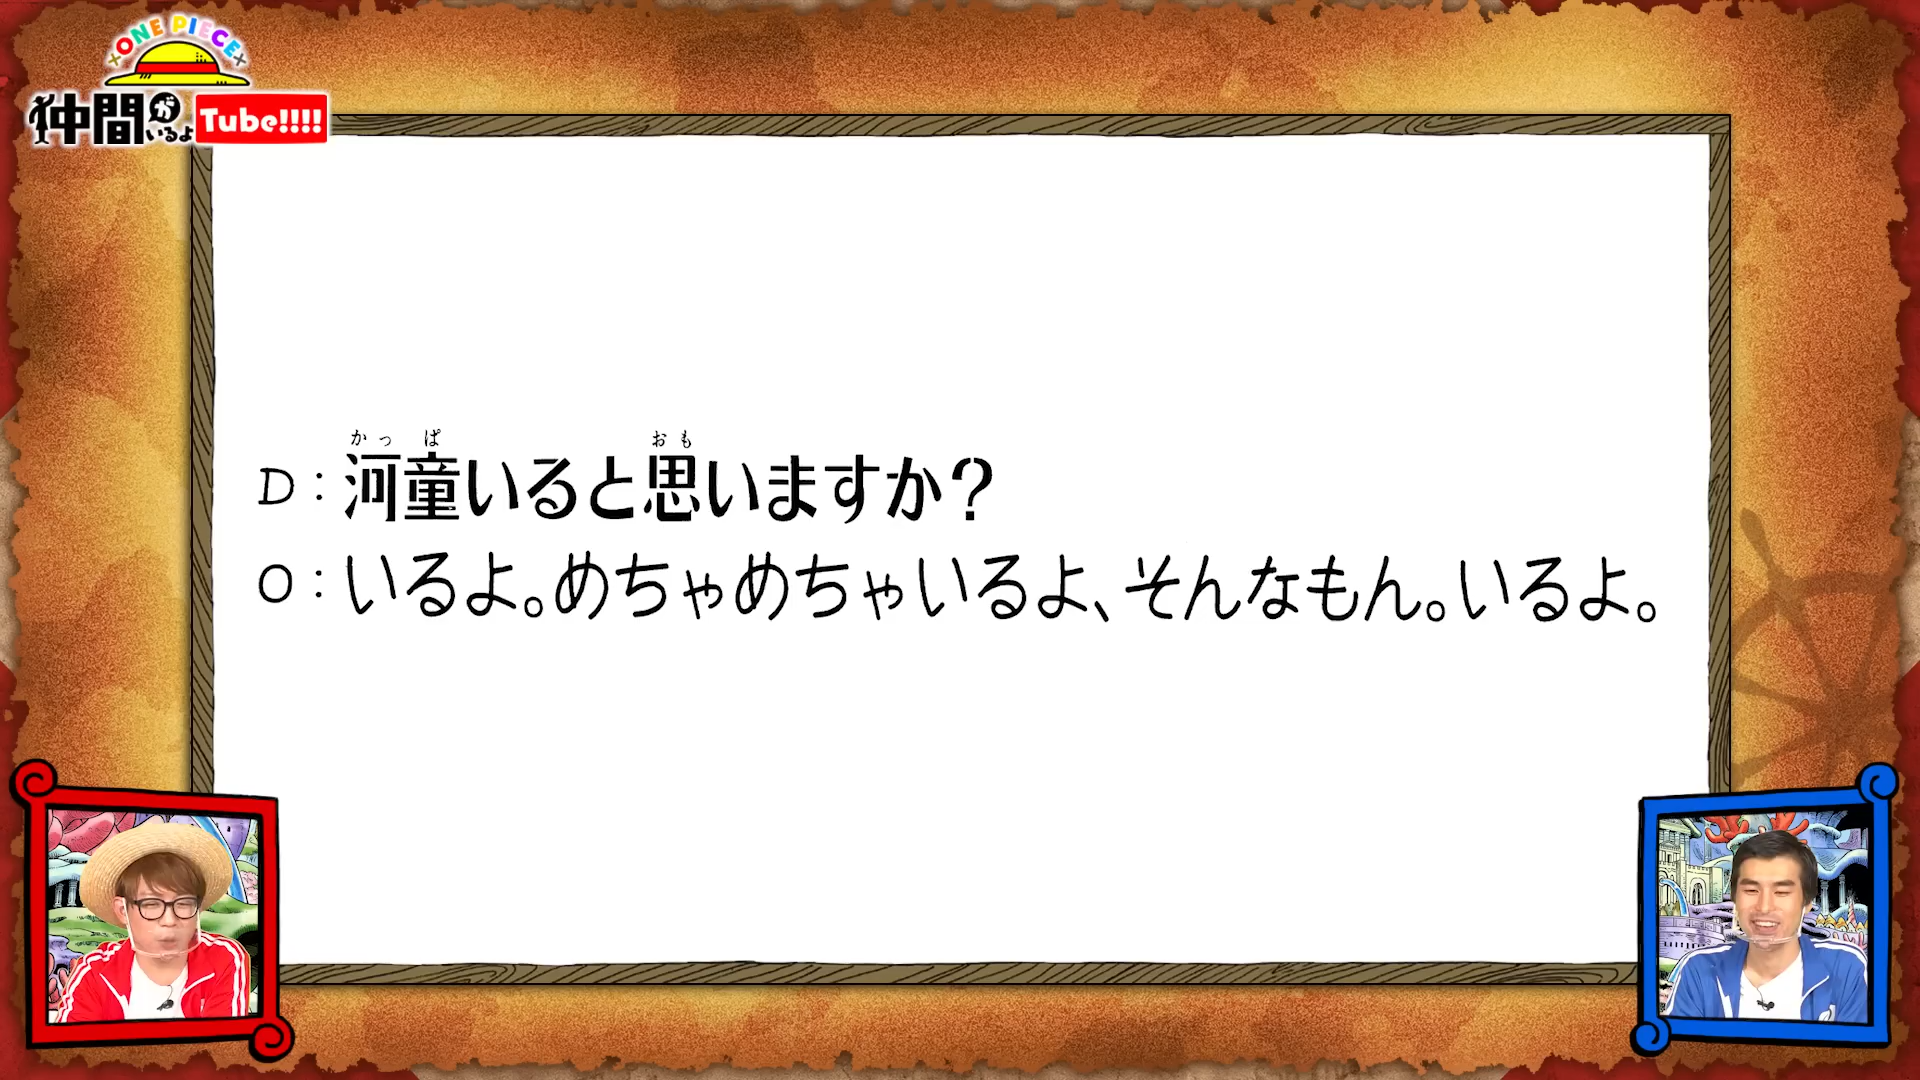 ONE PIECE
仲間がいるよTube!!!!
かっぱ おも
D：河童いると思いますか？
O：いるよ。めちゃめちゃいるよ、そんなもん。いるよ。